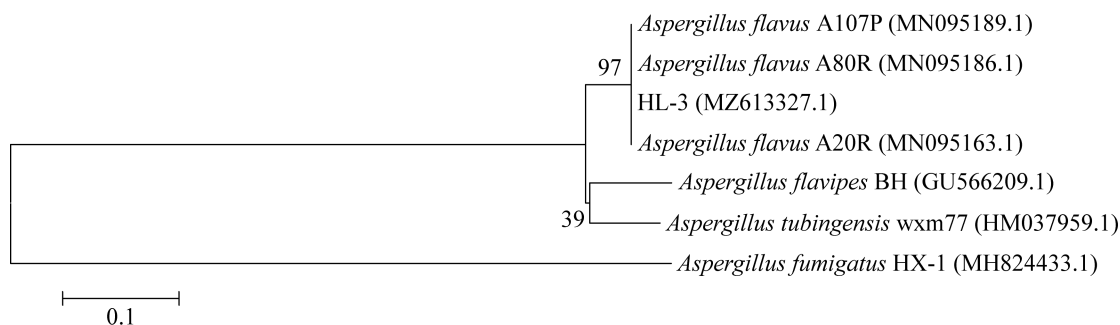 Aspergillus flavus A107P (MN095189.1)
97
Aspergillus flavus A80R (MN095186.1)
HL-3 (MZ613327.1)
Aspergillus flavus A20R (MN095163.1)
Aspergillus flavipes BH (GU566209.1)
39
Aspergillus tubingensis wxm77 (HM037959.1)
Aspergillus fumigatus HX-1 (MH824433.1)
0.1